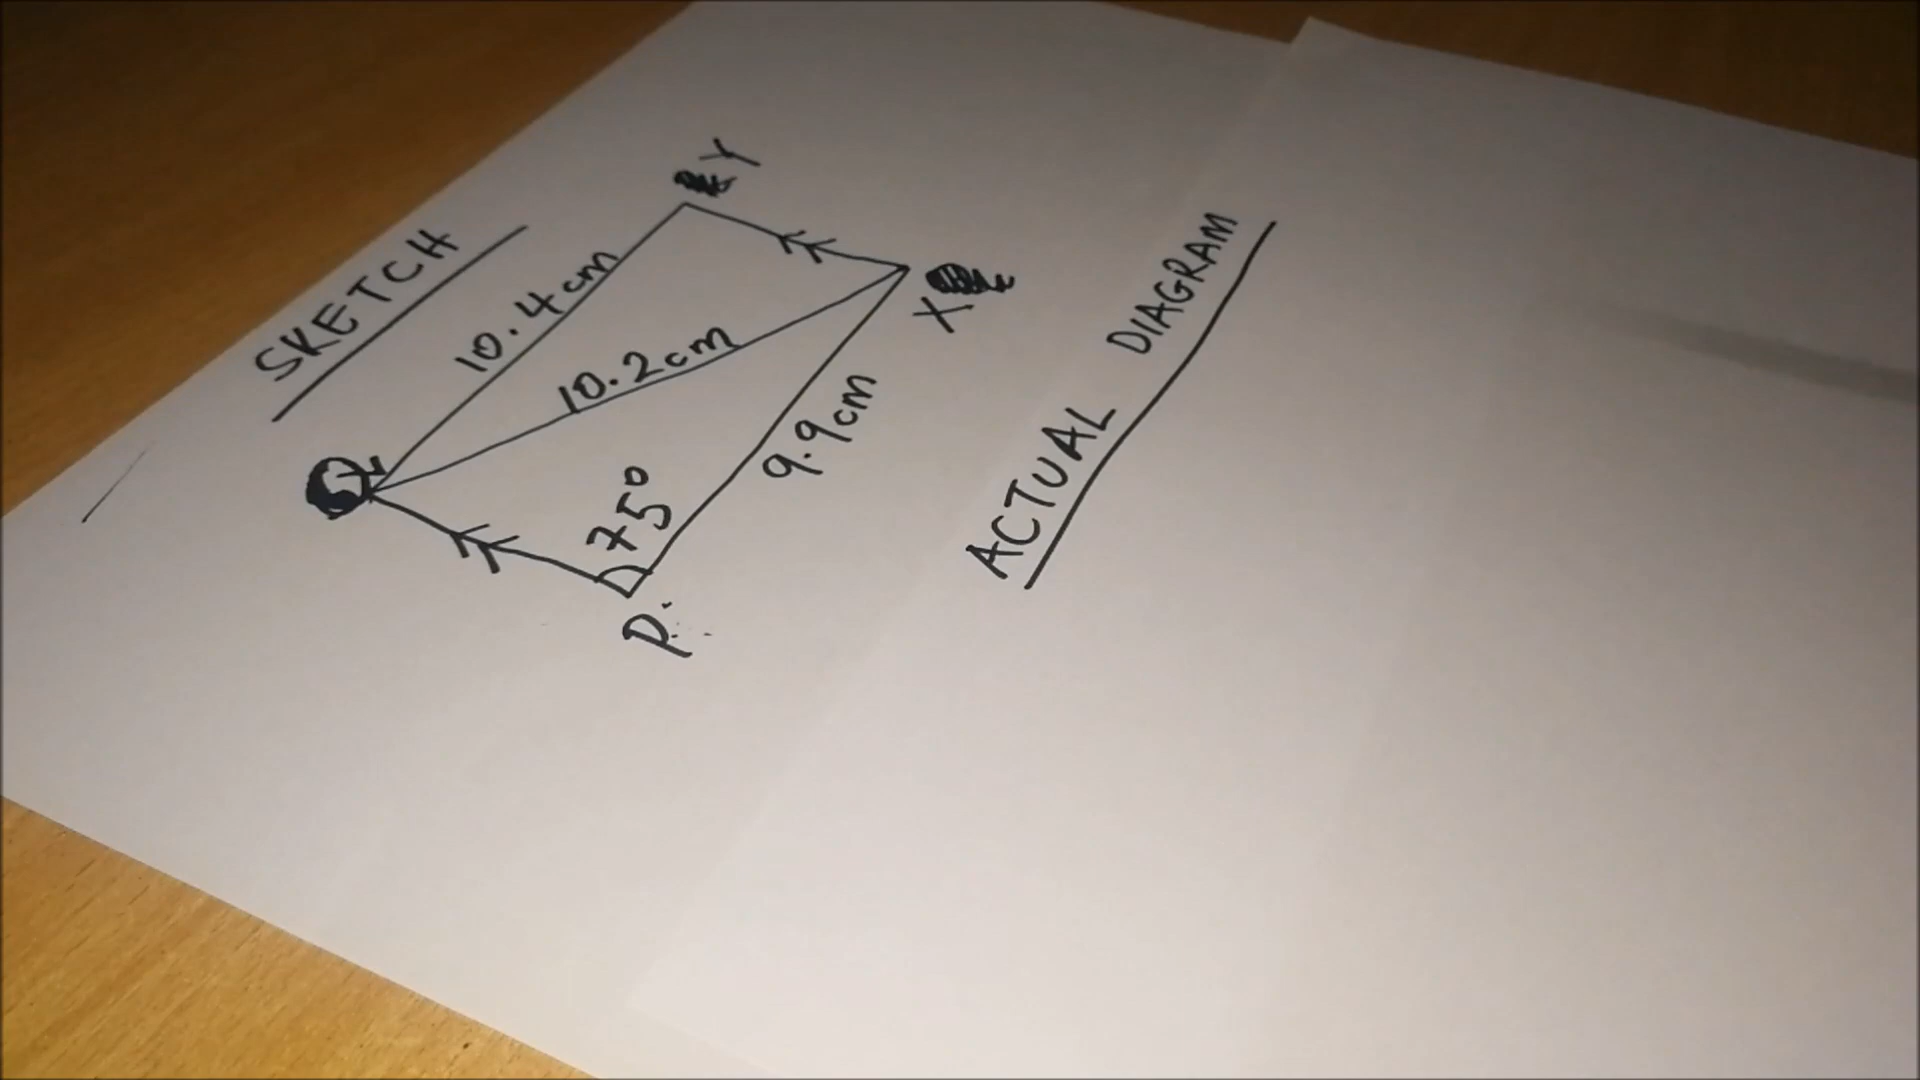 SKETCH
Y
10.4cm
X
10.2cm
Q
9.9cm
75°
P
ACTUAL DIAGRAM